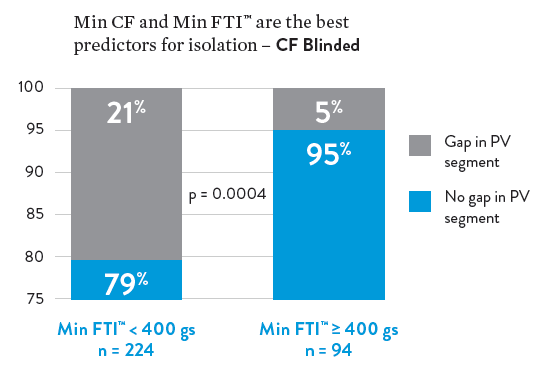 Min CF and Min FTI™ are the best
predictors for isolation – CF Blinded
100
95
90
85
80
75
21%
79%
p = 0.0004
5%
95%
Gap in PV
segment
No gap in PV
segment
Min FTI™ < 400 gs
n = 224
Min FTI™ ≥ 400 gs
n = 94